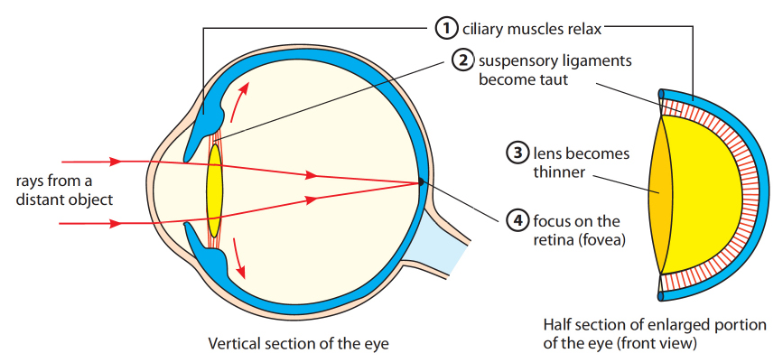 1 ciliary muscles relax
2 suspensory ligaments
become taut
3 lens becomes
thinner
rays from a
distant object
4 focus on the
retina (fovea)
Vertical section of the eye
Half section of enlarged portion
of the eye (front view)